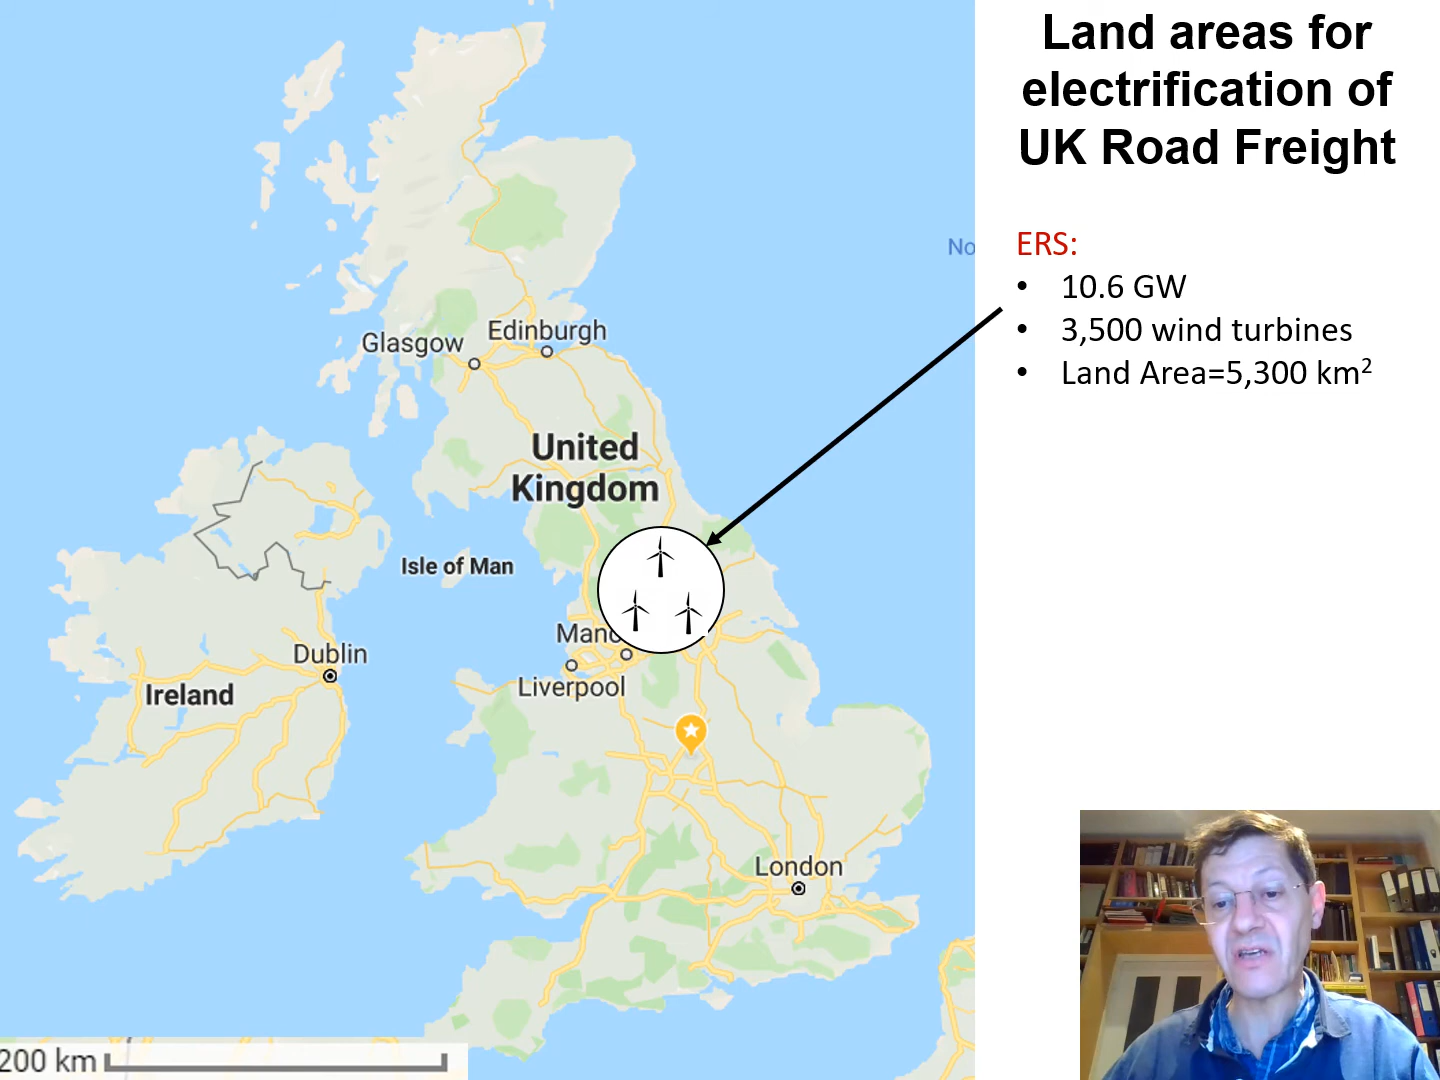 Land areas for
electrification of
UK Road Freight
ERS:
• 10.6 GW
• 3,500 wind turbines
• Land Area=5,300 km²
No
Glasgow
Edinburgh
United
Kingdom
Isle of Man
Manc
Liverpool
Dublin
Ireland
London
200 km